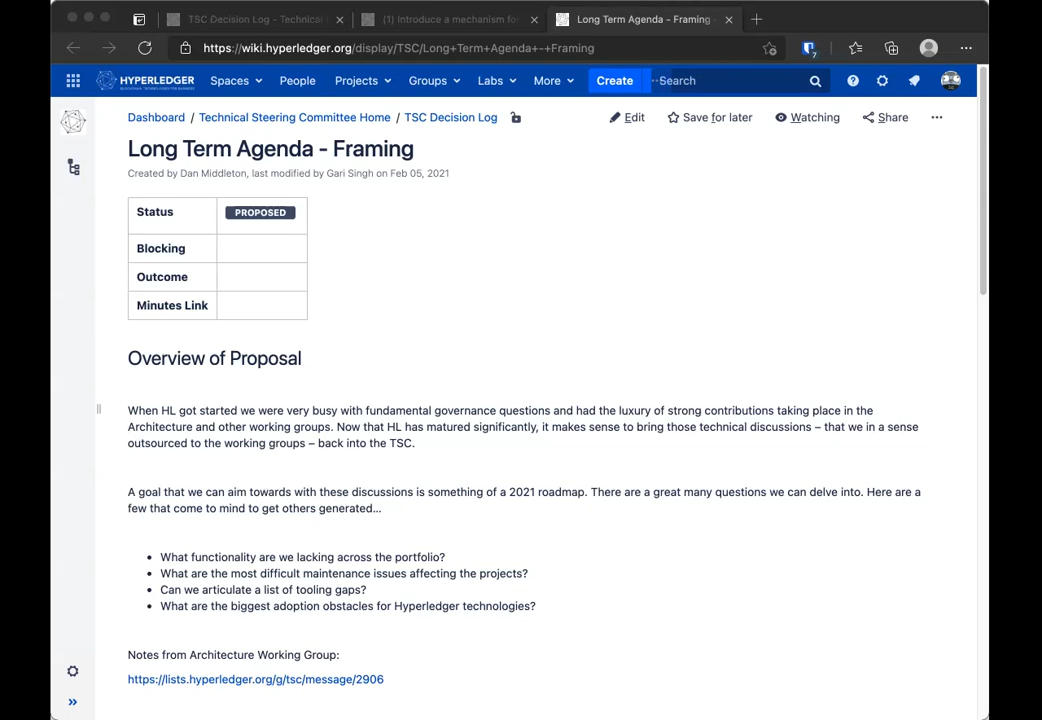 TSC Decision Log - Technical
(1) Introduce a mechanism fo
Long Term Agenda - Framing
https://wiki.hyperledger.org/display/TSC/Long+Term+Agenda+-+Framing
7
HYPERLEDGER
BLOCKCHAIN TECHNOLOGIES FOR BUSINESS
Spaces
People
Projects
Groups
Labs
More
Create
Search
Dashboard / Technical Steering Committee Home / TSC Decision Log
Edit
Save for later
Watching
Share
Long Term Agenda - Framing
Created by Dan Middleton, last modified by Gari Singh on Feb 05, 2021
Status PROPOSED
Blocking
Outcome
Minutes Link
Overview of Proposal
When HL got started we were very busy with fundamental governance questions and had the luxury of strong contributions taking place in the
Architecture and other working groups. Now that HL has matured significantly, it makes sense to bring those technical discussions – that we in a sense
outsourced to the working groups – back into the TSC.
A goal that we can aim towards with these discussions is something of a 2021 roadmap. There are a great many questions we can delve into. Here are a
few that come to mind to get others generated...
• What functionality are we lacking across the portfolio?
• What are the most difficult maintenance issues affecting the projects?
• Can we articulate a list of tooling gaps?
• What are the biggest adoption obstacles for Hyperledger technologies?
Notes from Architecture Working Group:
https://lists.hyperledger.org/g/tsc/message/2906